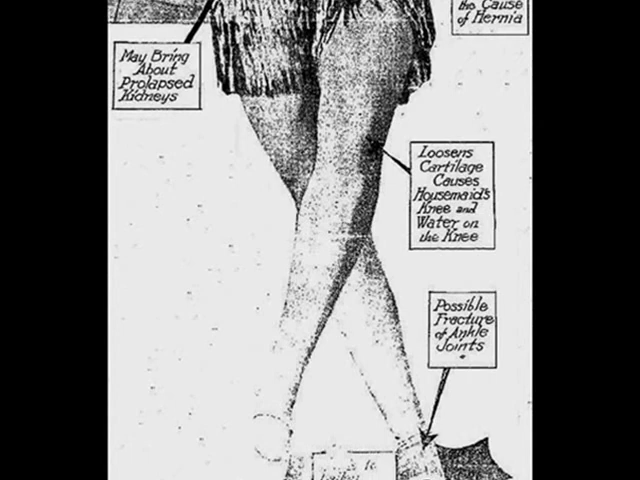 the Cause
of Hernia
May Bring
About
Prolapsed
Kidneys
Loosens
Cartilage
Causes
Housemaid's
Knee and
Water on
the Knee
Possible
Fracture
of Ankle
Joints